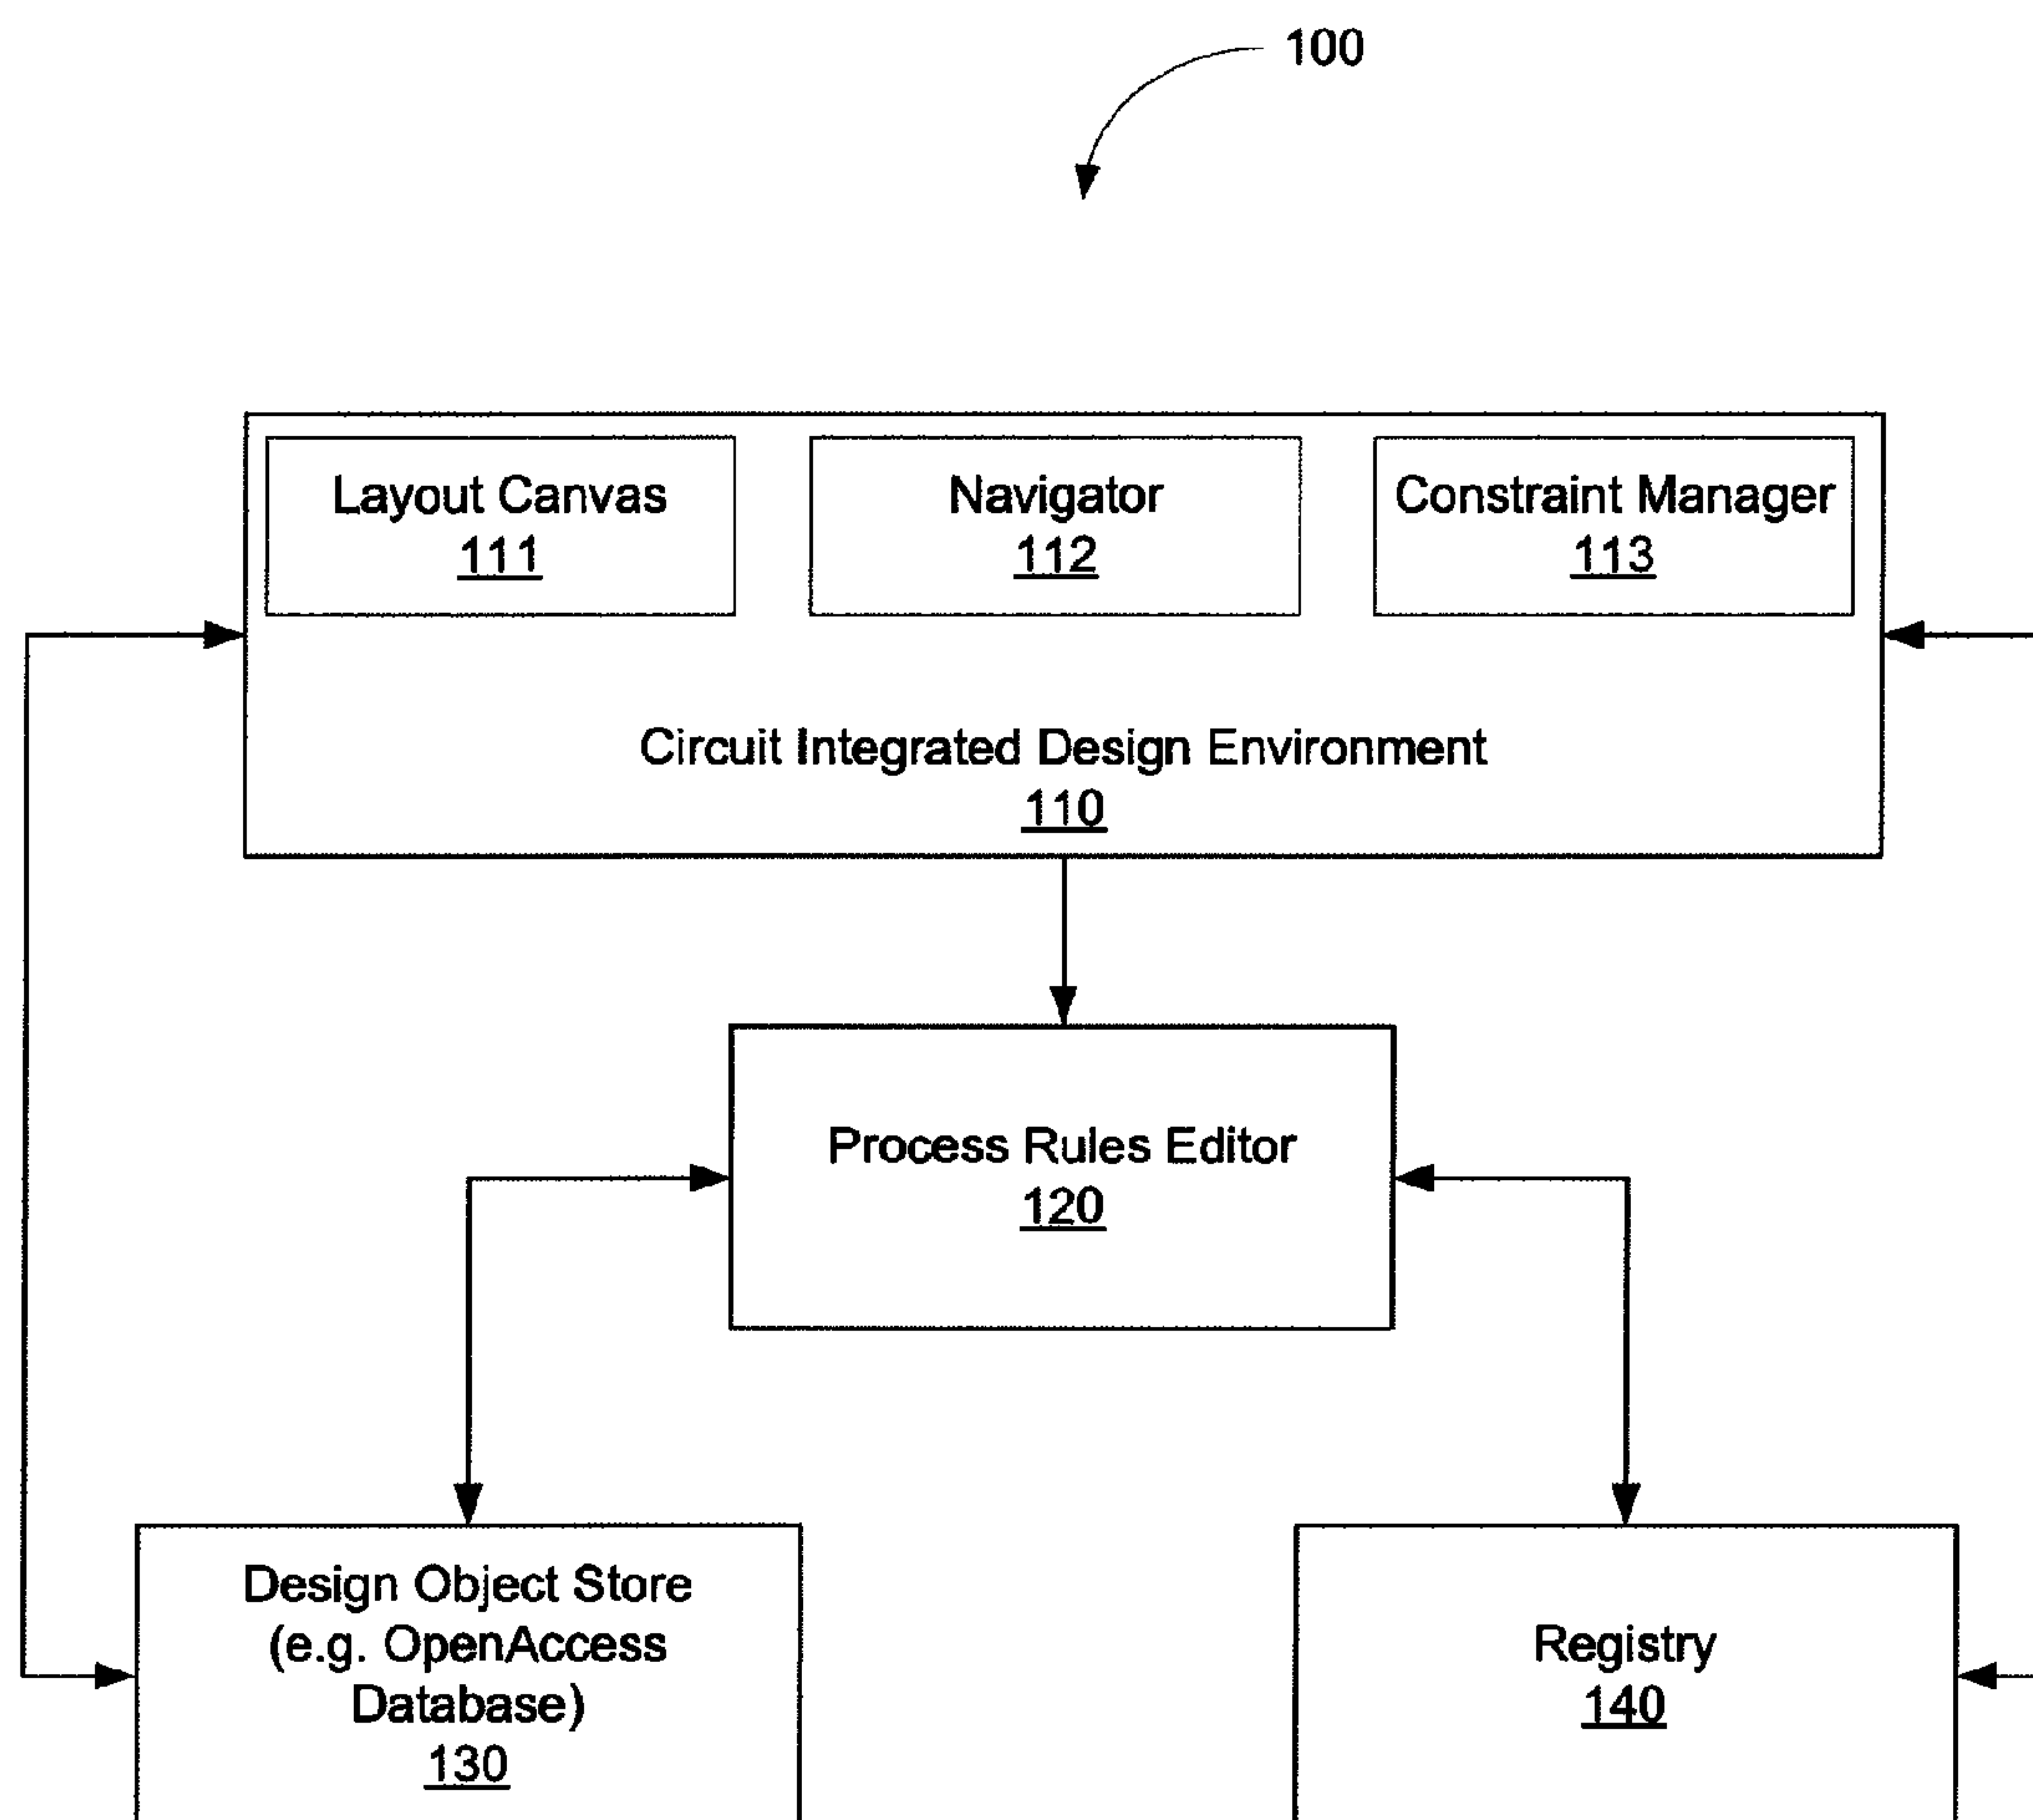 100
Layout Canvas
111
Navigator
112
Constraint Manager
113
Circuit Integrated Design Environment
110
Process Rules Editor
120
Design Object Store
(e.g. OpenAccess
Database)
130
Registry
140